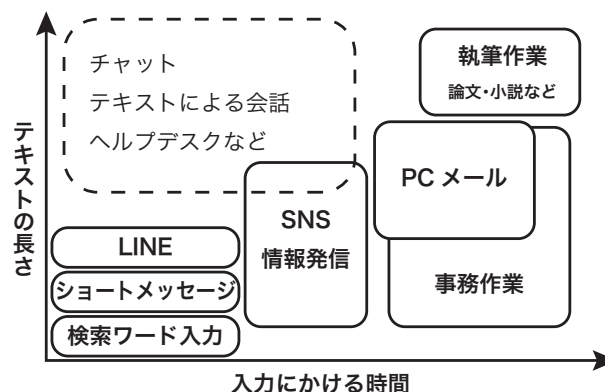 テキストの長さ
チャット
テキストによる会話
ヘルプデスクなど
執筆作業
論文・小説など
PC メール
SNS
情報発信
LINE
ショートメッセージ
検索ワード入力
事務作業
入力にかける時間